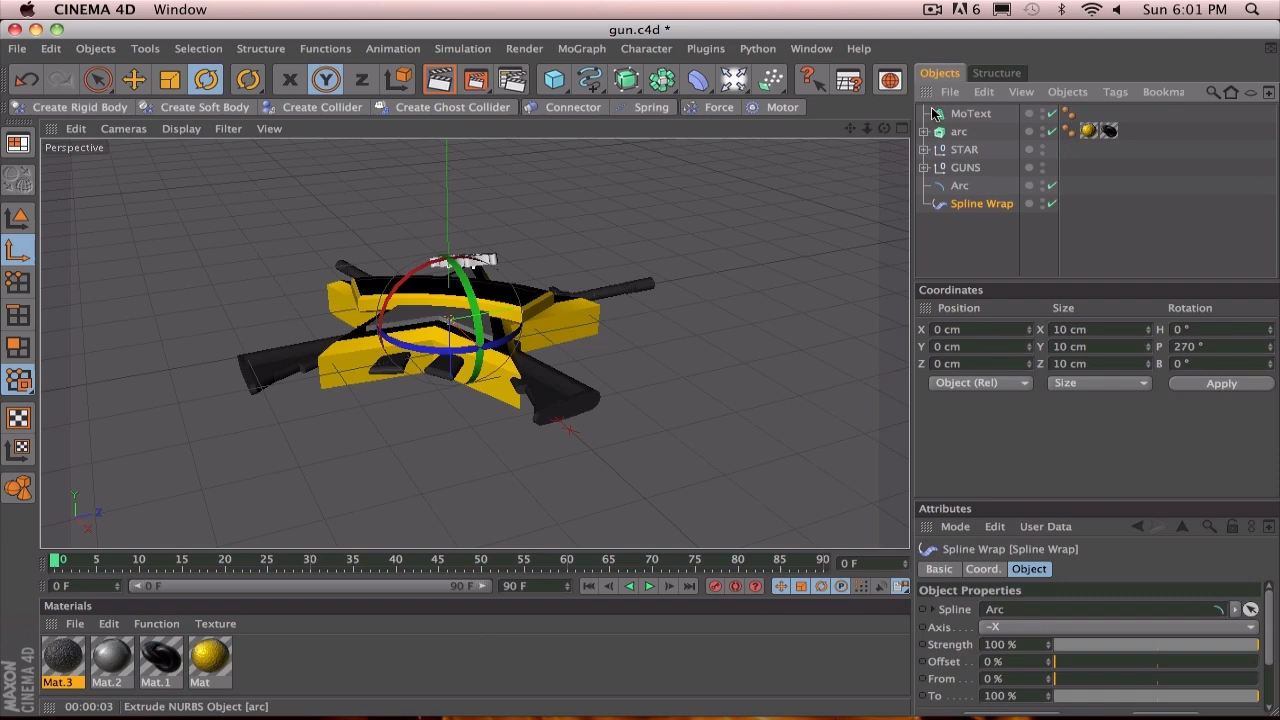 CINEMA 4D Window 6 Sun 6:01 PM
gun.c4d *
File Edit Objects Tools Selection Structure Functions Animation Simulation Render MoGraph Character Plugins Python Window Help
X Y Z
Objects Structure
File Edit View Objects Tags Bookma
Create Rigid Body Create Soft Body Create Collider Create Ghost Collider Connector Spring Force Motor
Edit Cameras Display Filter View
Perspective
MoText
arc
STAR
GUNS
Arc
Spline Wrap
Coordinates
Position Size Rotation
X 0 cm X 10 cm H 0 °
Y 0 cm Y 10 cm P 270 °
Z 0 cm Z 10 cm B 0 °
Object (Rel) Size Apply
Y
Z
X
Attributes
Mode Edit User Data
Spline Wrap [Spline Wrap]
Basic Coord. Object
Object Properties
Spline Arc
Axis.... -X
Strength 100 %
Offset.. 0 %
From .. 0 %
To .... 100 %
0 5 10 15 20 25 30 35 40 45 50 55 60 65 70 75 80 85 90 0 F
0 F 0 F 90 F 90 F
Materials
File Edit Function Texture
Mat.3 Mat.2 Mat.1 Mat
MAXON CINEMA 4D
00:00:03 Extrude NURBS Object [arc]